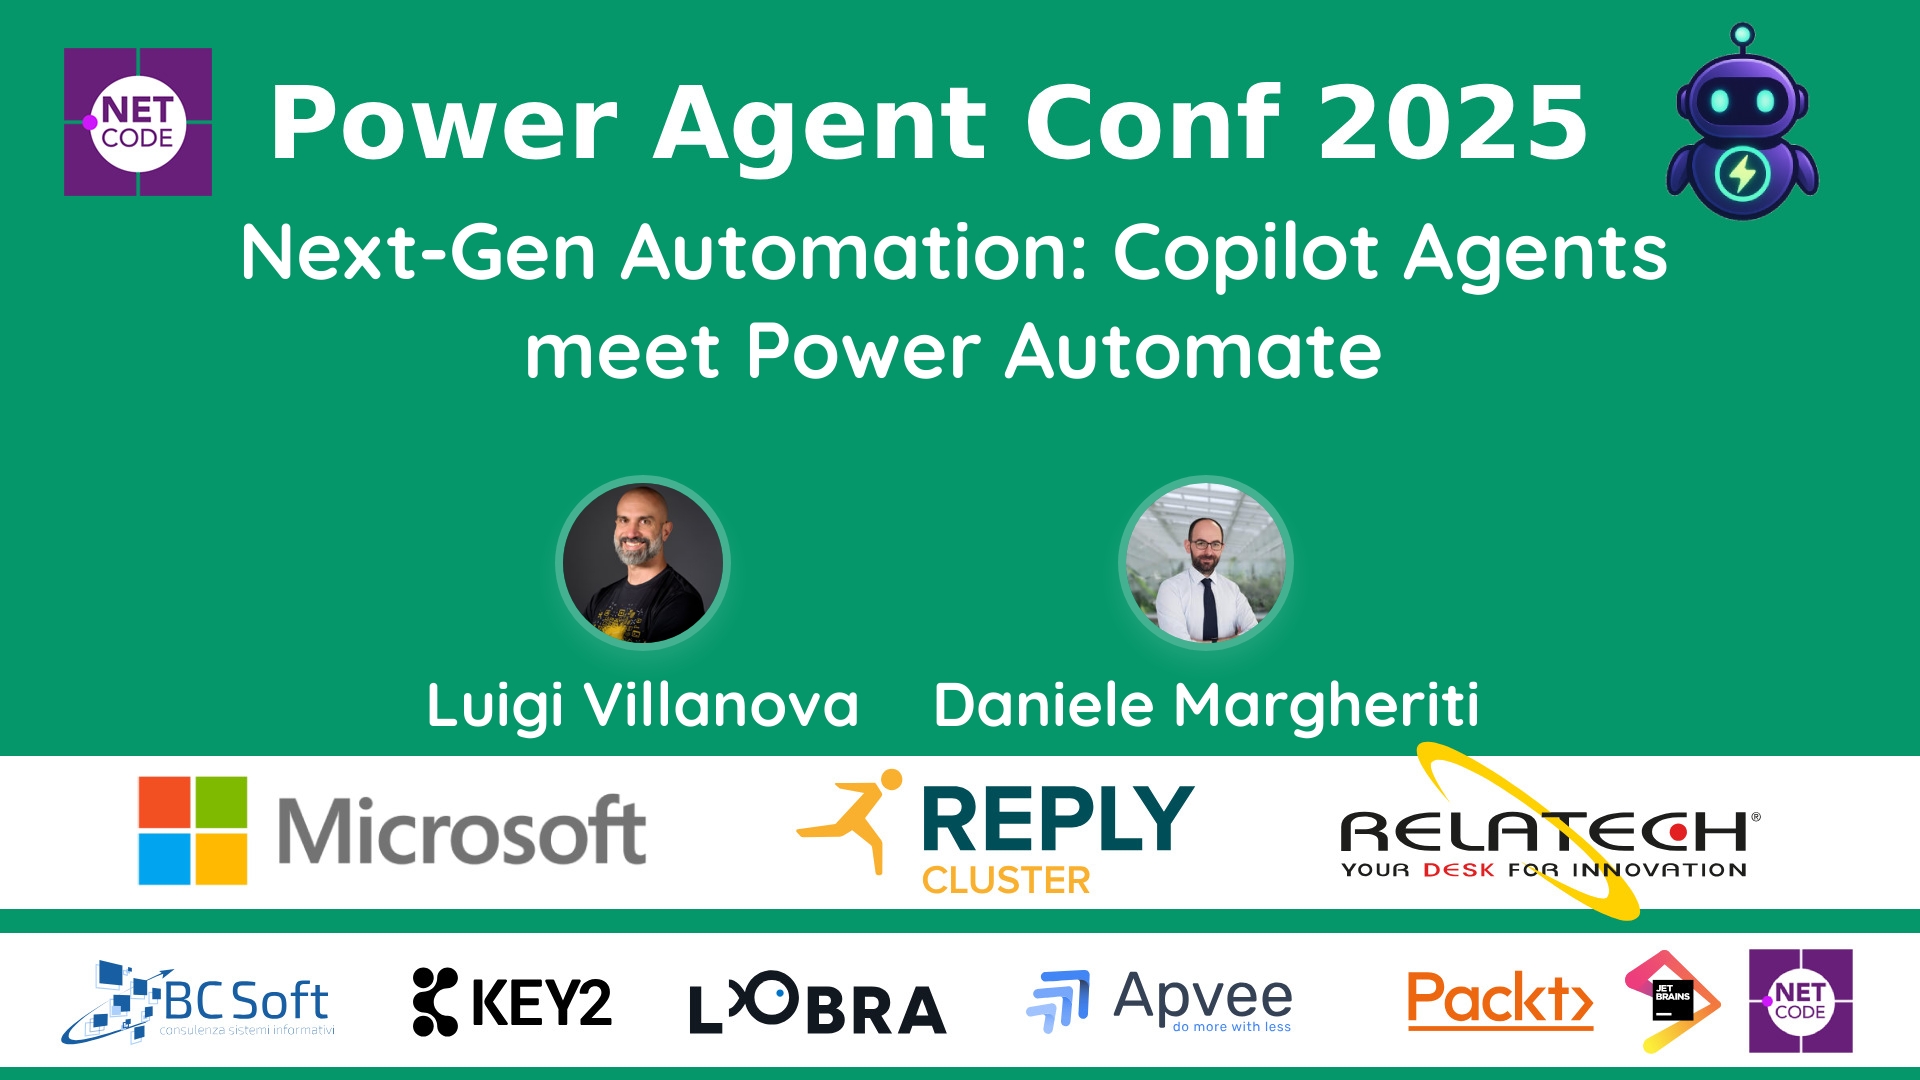 NET
CODE
Power Agent Conf 2025
Next-Gen Automation: Copilot Agents
meet Power Automate
Luigi Villanova
Daniele Margheriti
Microsoft
REPLY
CLUSTER
RELATECH®
YOUR DESK FOR INNOVATION
BC Soft
consulenza sistemi informativi
KEY2
LOBRA
Apvee
do more with less
Packt>
JET
BRAINS
NET
CODE